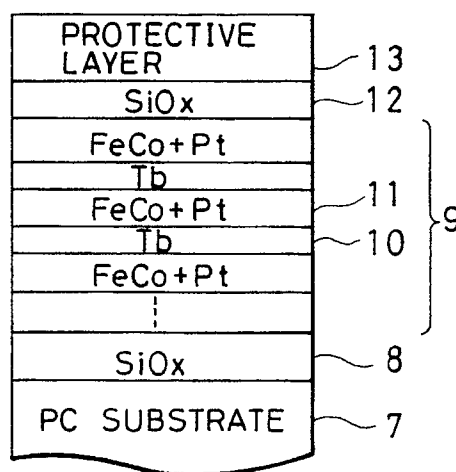 PROTECTIVE
LAYER
13
SiOx
12
FeCo+Pt
Tb
FeCo+Pt
11
9
Tb
10
FeCo+Pt
SiOx
8
PC SUBSTRATE
7